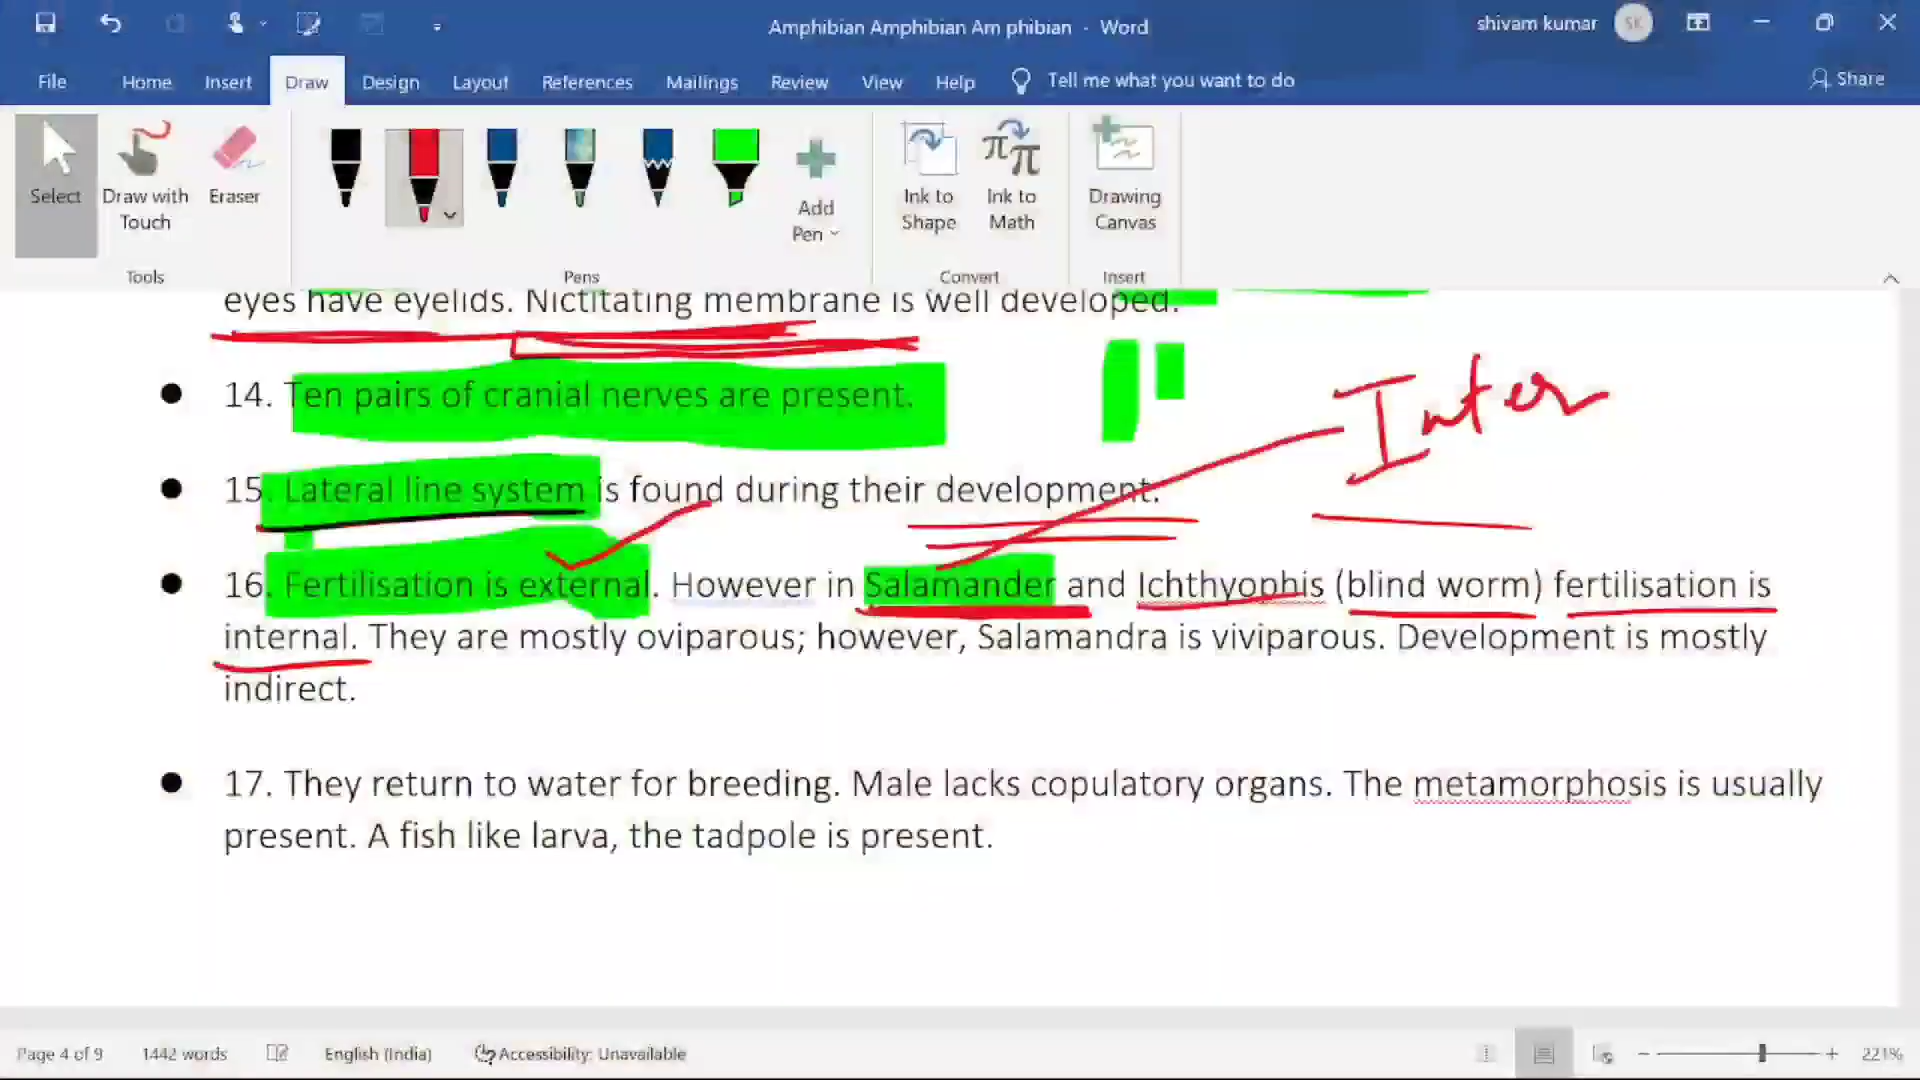 Amphibian Amphibian Am phibian - Word
shivam kumar
SK
File Home Insert Draw Design Layout References Mailings Review View Help Tell me what you want to do
Share
Select
Draw with Touch
Eraser
Add Pen
Ink to Shape
Ink to Math
Drawing Canvas
Tools
Pens
Convert
Insert
eyes have eyelids. Nictitating membrane is well developed.
● 14. Ten pairs of cranial nerves are present.
Inter
● 15. Lateral line system is found during their development.
● 16. Fertilisation is external. However in Salamander and Ichthyophis (blind worm) fertilisation is
internal. They are mostly oviparous; however, Salamandra is viviparous. Development is mostly
indirect.
● 17. They return to water for breeding. Male lacks copulatory organs. The metamorphosis is usually
present. A fish like larva, the tadpole is present.
Page 4 of 9 1442 words English (India) Accessibility: Unavailable 221%